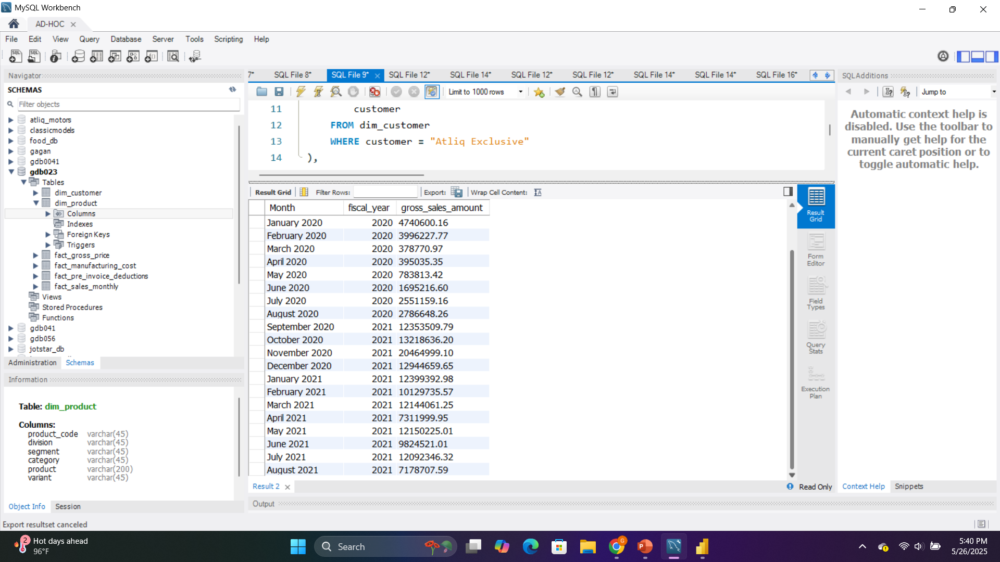 MySQL Workbench
AD-HOC
File Edit View Query Database Server Tools Scripting Help
Navigator
SCHEMAS
Filter objects
atliq_motors
classicmodels
food_db
gagan
gdb0041
gdb023
Tables
dim_customer
dim_product
Columns
Indexes
Foreign Keys
Triggers
fact_gross_price
fact_manufacturing_cost
fact_pre_invoice_deductions
fact_sales_monthly
Views
Stored Procedures
Functions
gdb041
gdb056
jotstar_db
Administration Schemas
Information
Table: dim_product
Columns:
product_code varchar(45)
division varchar(45)
segment varchar(45)
category varchar(45)
product varchar(200)
variant varchar(45)
Object Info Session
Export resultset canceled
7* SQL File 8* SQL File 9* SQL File 12* SQL File 14* SQL File 12* SQL File 12* SQL File 14* SQL File 14* SQL File 16*
Limit to 1000 rows
11 customer
12 FROM dim_customer
13 WHERE customer = "Atliq Exclusive"
14 ),
Result Grid Filter Rows: Export: Wrap Cell Content:
Month fiscal_year gross_sales_amount
January 2020 2020 4740600.16
February 2020 2020 3996227.77
March 2020 2020 378770.97
April 2020 2020 395035.35
May 2020 2020 783813.42
June 2020 2020 1695216.60
July 2020 2020 2551159.16
August 2020 2020 2786648.26
September 2020 2021 12353509.79
October 2020 2021 13218636.20
November 2020 2021 20464999.10
December 2020 2021 12944659.65
January 2021 2021 12399392.98
February 2021 2021 10129735.57
March 2021 2021 12144061.25
April 2021 2021 7311999.95
May 2021 2021 12150225.01
June 2021 2021 9824521.01
July 2021 2021 12092346.32
August 2021 2021 7178707.59
Result 2
Read Only
Output
Result
Grid
Form
Editor
Field
Types
Query
Stats
Execution
Plan
SQLAdditions
Jump to
Automatic context help is
disabled. Use the toolbar to
manually get help for the
current caret position or to
toggle automatic help.
Context Help Snippets
2
Hot days ahead
96°F
Search
5:40 PM
5/26/2025